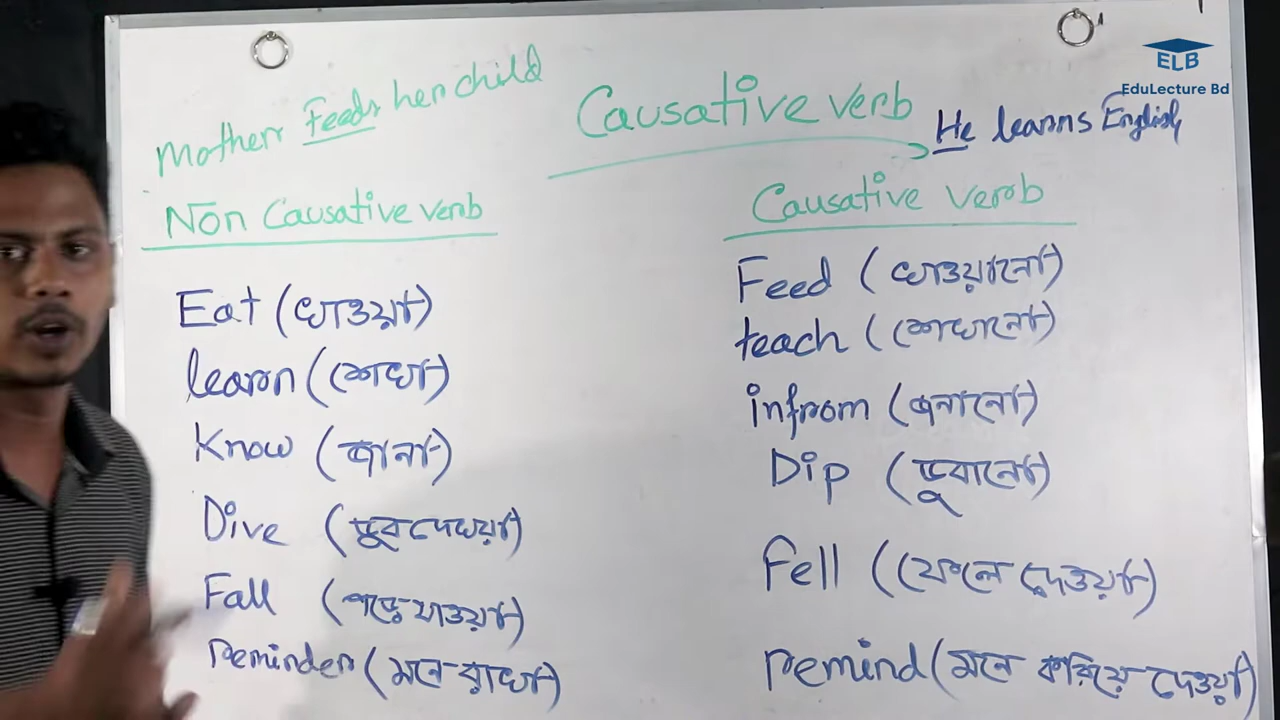 Mother Feeds her child
Causative verb
He learns English
ELB
EduLecture Bd
Non Causative verb
Causative verb
Eat (খাওয়া)
Feed (খাওয়ানো)
learn (শেখা)
teach (শেখানো)
Know (জানা)
infrom (জানানো)
Dive (ডুব দেওয়া)
Dip (ডুবানো)
Fall (পড়ে যাওয়া)
Fell (ফেলে দেওয়া)
reminder (মনে রাখা)
remind (মনে করিয়ে দেওয়া)